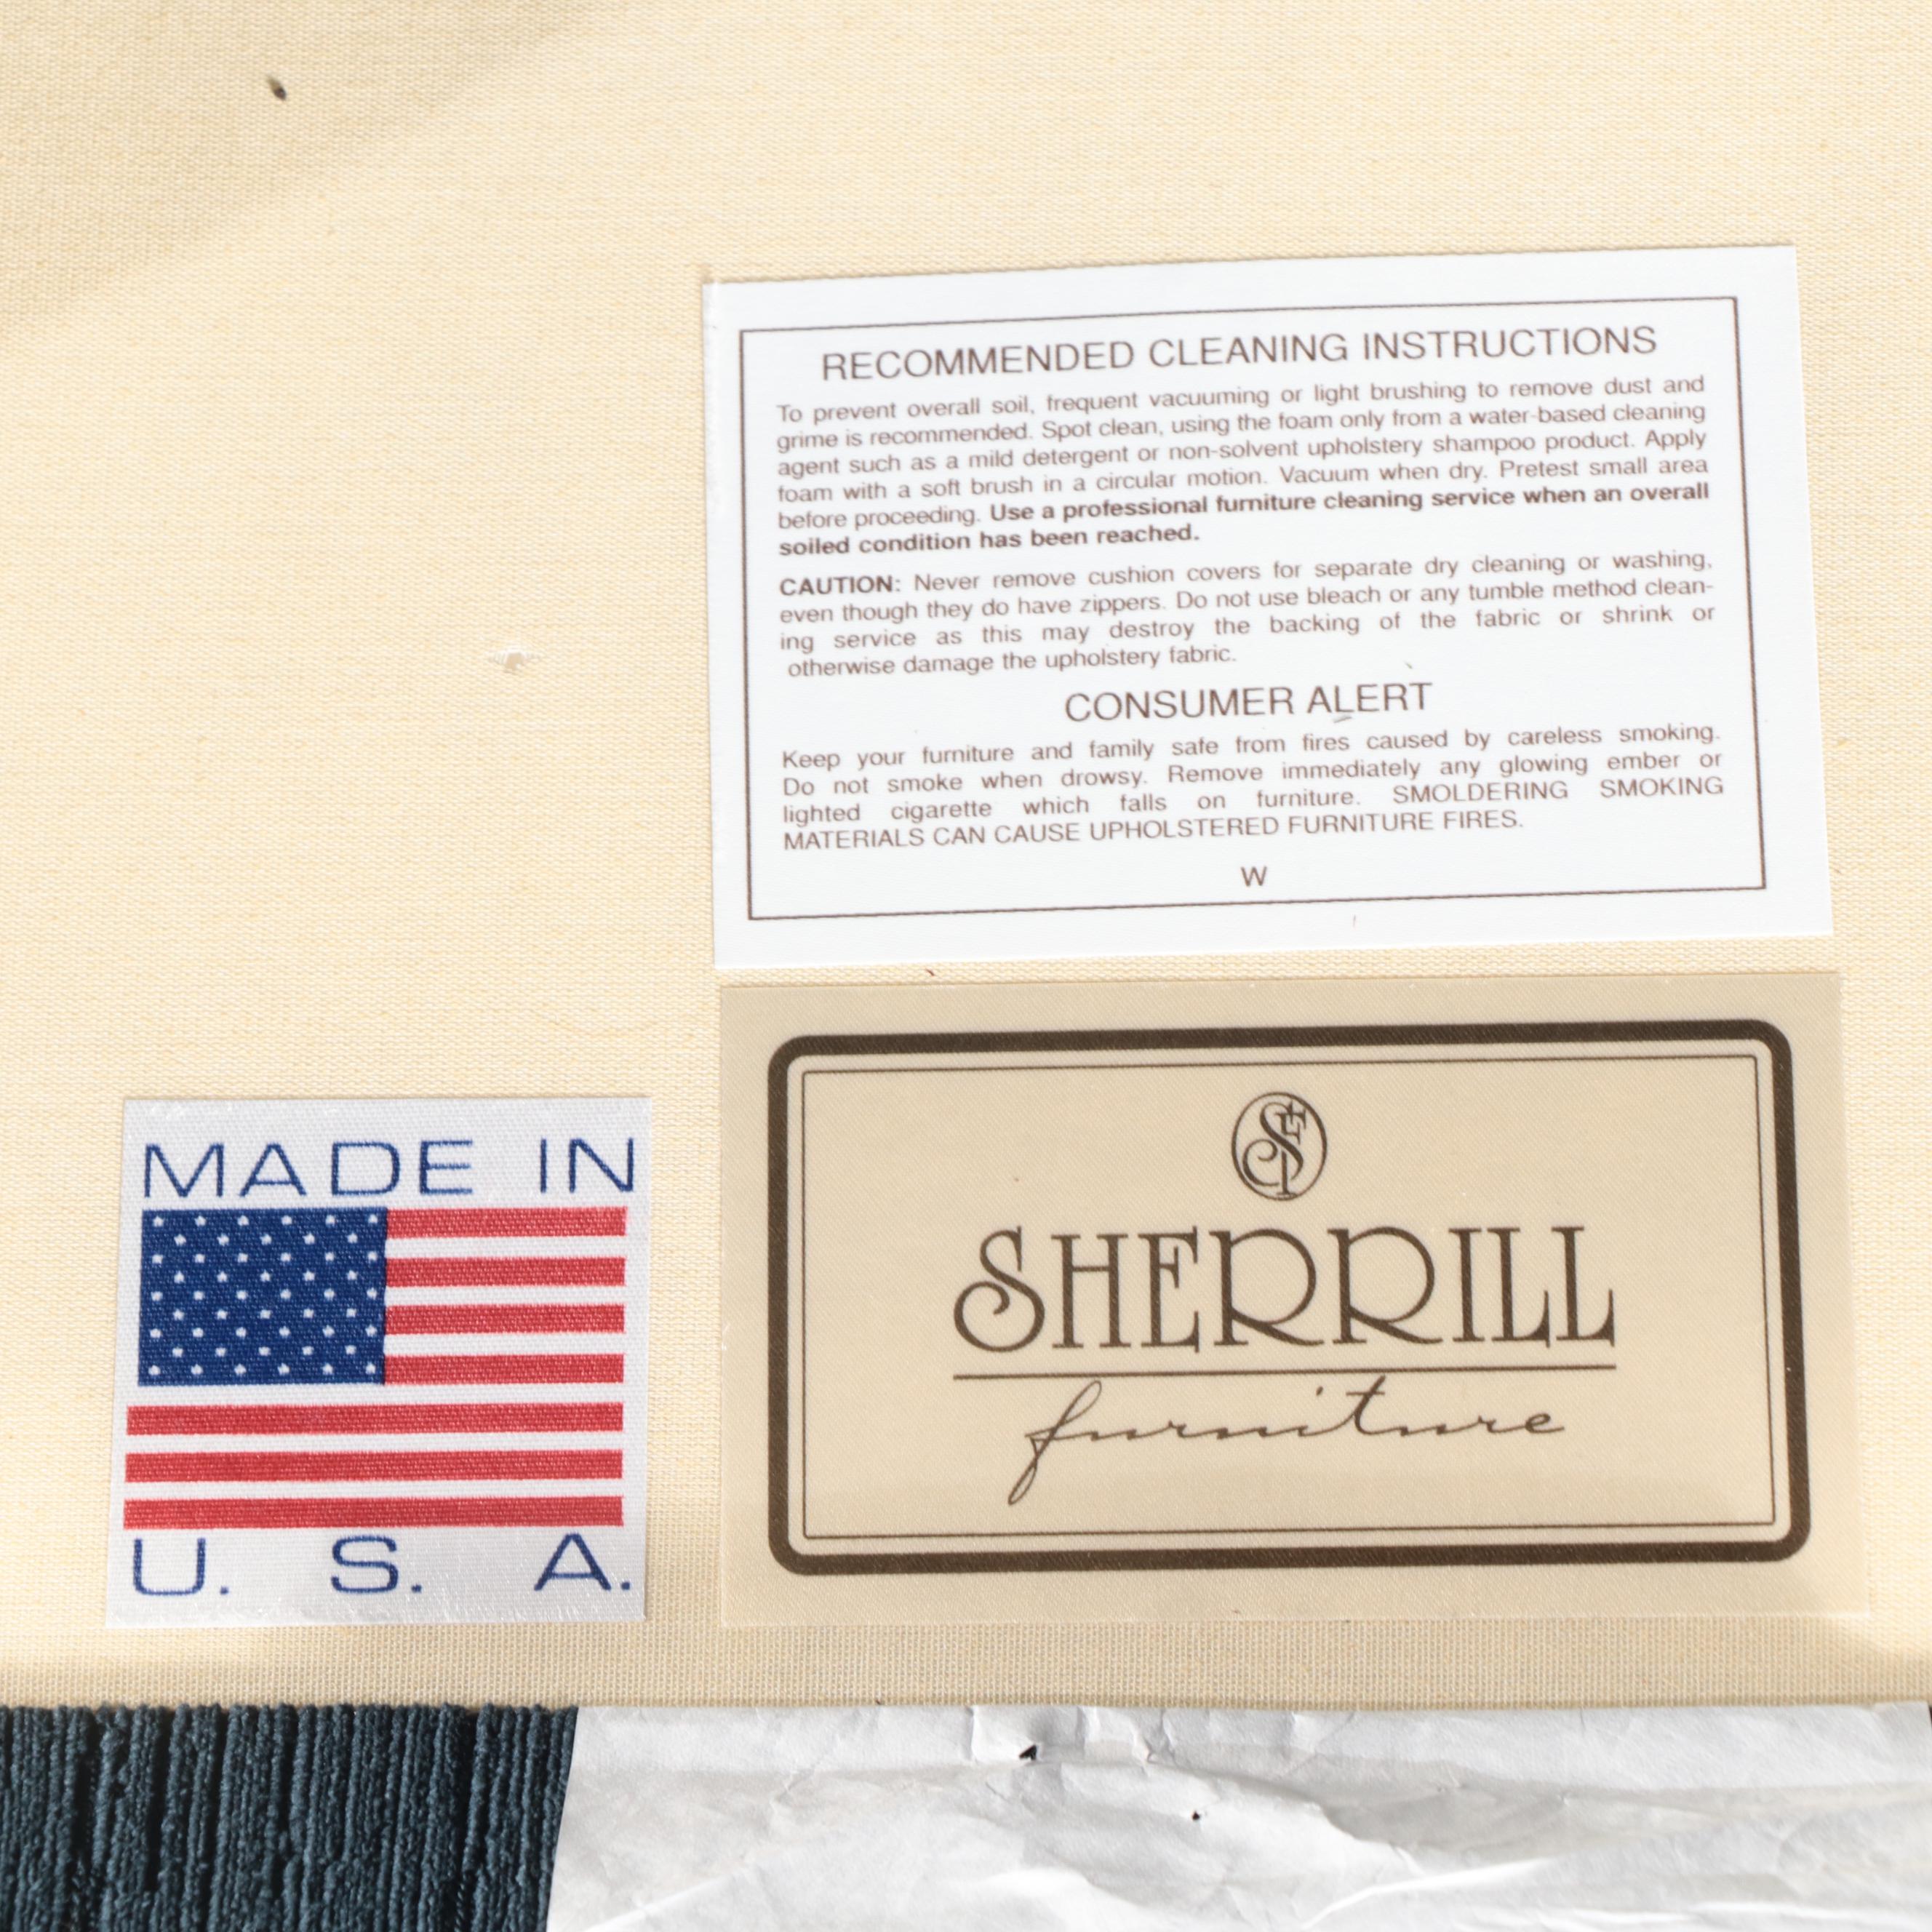 RECOMMENDED CLEANING INSTRUCTIONS
To prevent overall soil, frequent vacuuming or light brushing to remove dust and
grime is recommended. Spot clean, using the foam only from a water-based cleaning
agent such as a mild detergent or non-solvent upholstery shampoo product. Apply
foam with a soft brush in a circular motion. Vacuum when dry. Pretest small area
before proceeding. Use a professional furniture cleaning service when an overall
soiled condition has been reached.
CAUTION: Never remove cushion covers for separate dry cleaning or washing,
even though they do have zippers. Do not use bleach or any tumble method clean-
ing service as this may destroy the backing of the fabric or shrink or
otherwise damage the upholstery fabric.
CONSUMER ALERT
Keep your furniture and family safe from fires caused by careless smoking.
Do not smoke when drowsy. Remove immediately any glowing ember or
lighted cigarette which falls on furniture. SMOLDERING SMOKING
MATERIALS CAN CAUSE UPHOLSTERED FURNITURE FIRES.
W
MADE IN
U. S. A.
SF
SHERRILL
furniture